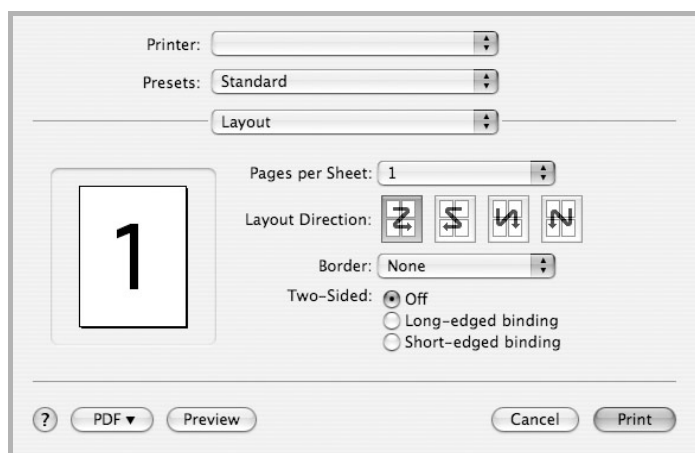 Printer:
Presets: Standard
Layout
Pages per Sheet: 1
Layout Direction:
Border: None
Two-Sided: Off
Long-edged binding
Short-edged binding
1
? PDF ▼ Preview Cancel Print